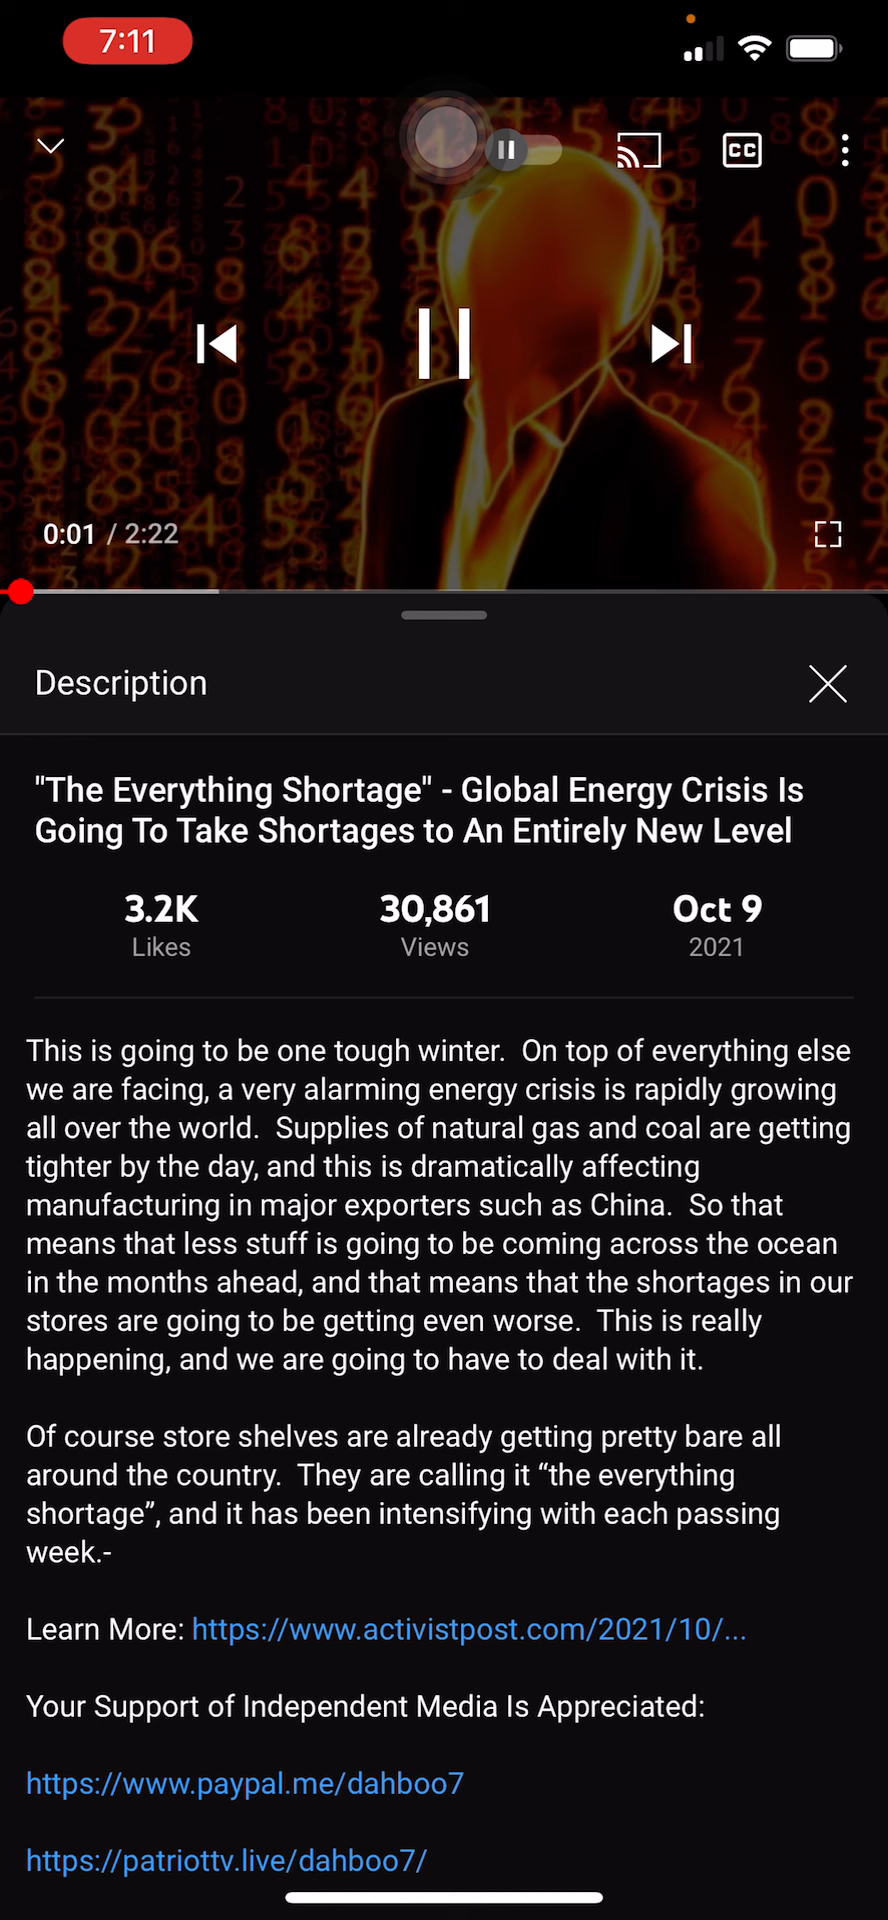 7:11
CC
0:01 / 2:22
Description
"The Everything Shortage" - Global Energy Crisis Is
Going To Take Shortages to An Entirely New Level
3.2K 30,861 Oct 9
Likes Views 2021
This is going to be one tough winter.  On top of everything else
we are facing, a very alarming energy crisis is rapidly growing
all over the world.  Supplies of natural gas and coal are getting
tighter by the day, and this is dramatically affecting
manufacturing in major exporters such as China.  So that
means that less stuff is going to be coming across the ocean
in the months ahead, and that means that the shortages in our
stores are going to be getting even worse.  This is really
happening, and we are going to have to deal with it.
Of course store shelves are already getting pretty bare all
around the country.  They are calling it “the everything
shortage”, and it has been intensifying with each passing
week.-
Learn More: https://www.activistpost.com/2021/10/...
Your Support of Independent Media Is Appreciated:
https://www.paypal.me/dahboo7
https://patriottv.live/dahboo7/